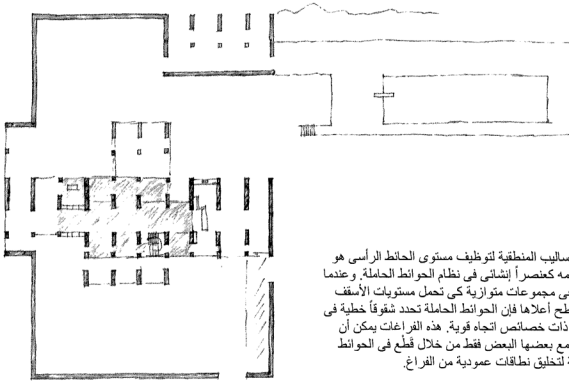 ساليب المنطقية لتوظيف مستوى الحائط الرأسى هو
مه كعنصراً إنشائى فى نظام الحوائط الحاملة. وعندما
فى مجموعات متوازية كى تحمل مستويات الأسقف
طح أعلاها فإن الحوائط الحاملة تحدد شقوقاً خطية فى
ذات خصائص اتجاه قوية. هذه الفراغات يمكن أن
مع بعضها البعض فقط من خلال قَطْع فى الحوائط
لتخليق نطاقات عمودية من الفراغ.